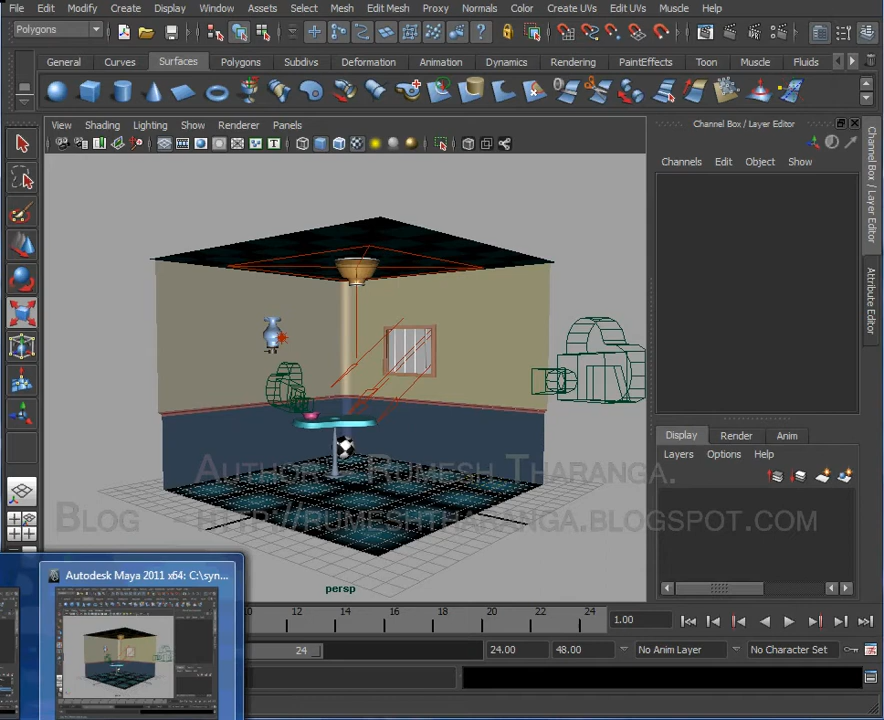 File Edit Modify Create Display Window Assets Select Mesh Edit Mesh Proxy Normals Color Create UVs Edit UVs Muscle Help
Polygons
General Curves Surfaces Polygons Subdivs Deformation Animation Dynamics Rendering PaintEffects Toon Muscle Fluids
View Shading Lighting Show Renderer Panels
Channel Box / Layer Editor
Channels Edit Object Show
Channel Box / Layer Editor
Attribute Editor
Display Render Anim
Layers Options Help
Author - Rumesh Tharanga.
Blog - http://rumeshtharanga.blogspot.com
persp
Autodesk Maya 2011 x64: C:\syn...
10 12 14 16 18 20 22 24 1.00
24 24.00 48.00 No Anim Layer No Character Set